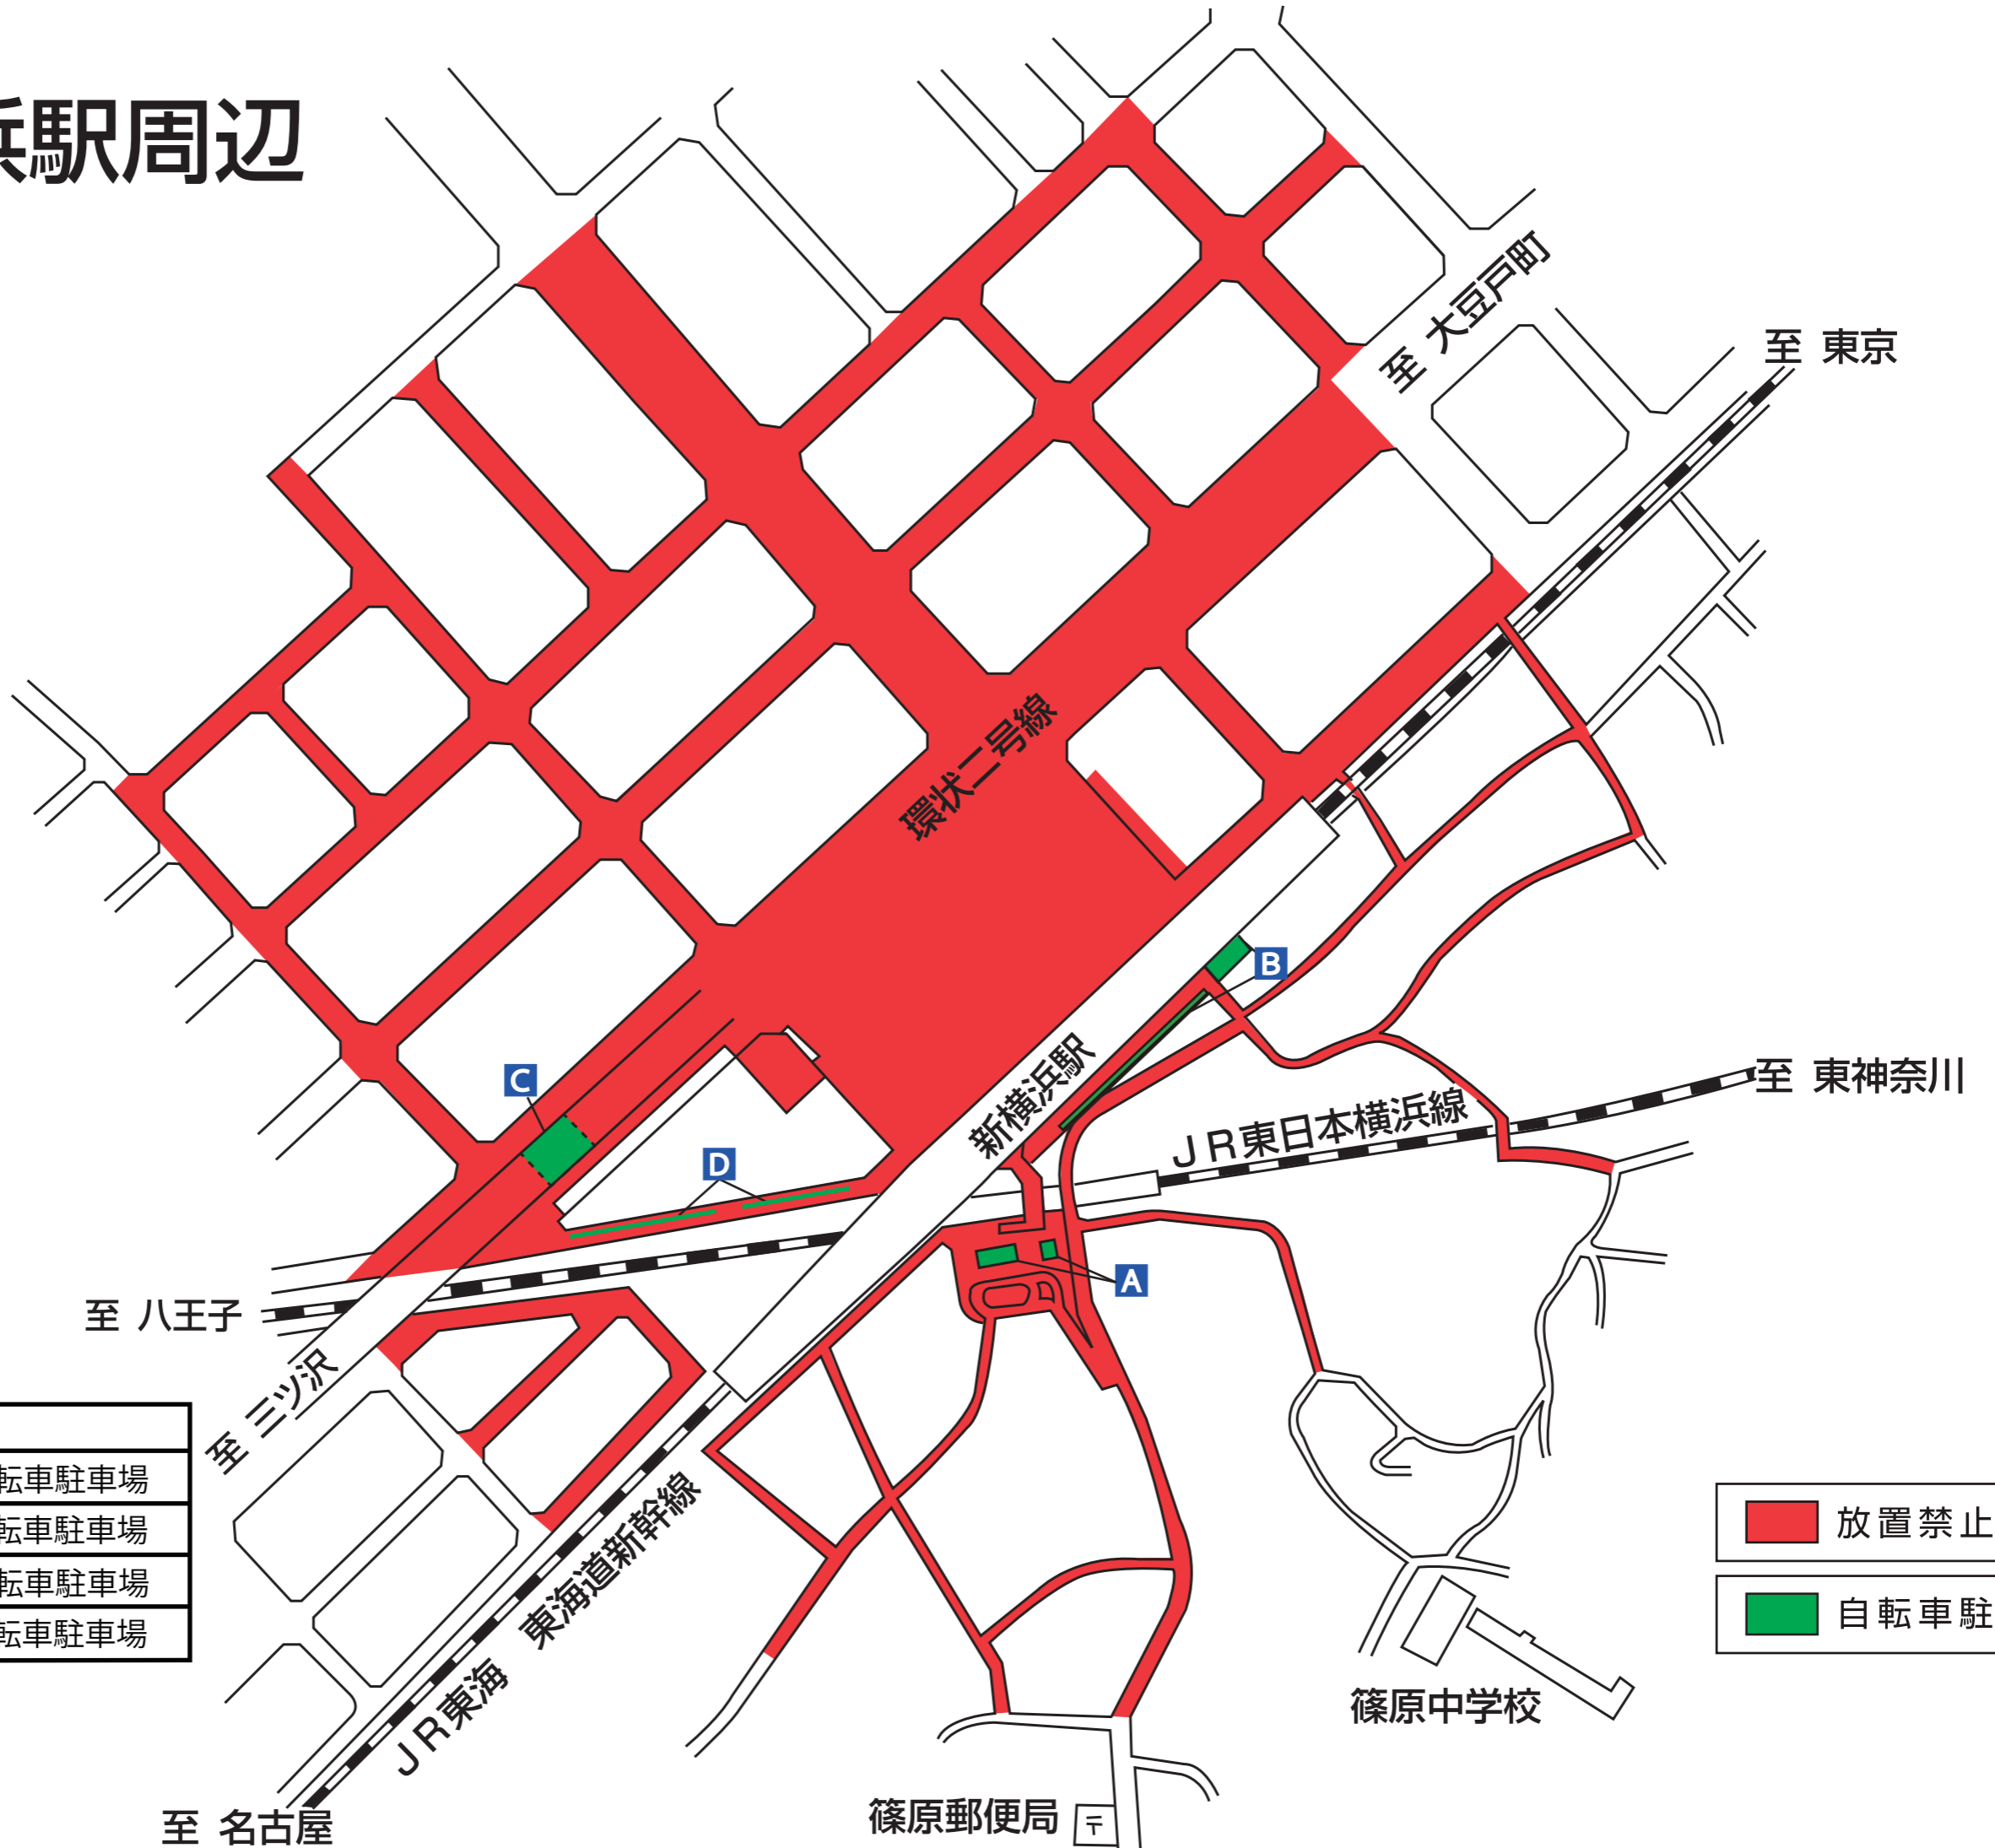 浜駅周辺
至 大豆戸町
至 東京
環状二号線
B
新横浜駅
C
D
JR東日本横浜線
至 東神奈川
A
至 八王子
至 三ツ沢
転車駐車場
転車駐車場
転車駐車場
転車駐車場
JR東海 東海道新幹線
至 名古屋
放置禁止
自転車駐
篠原中学校
篠原郵便局
〒